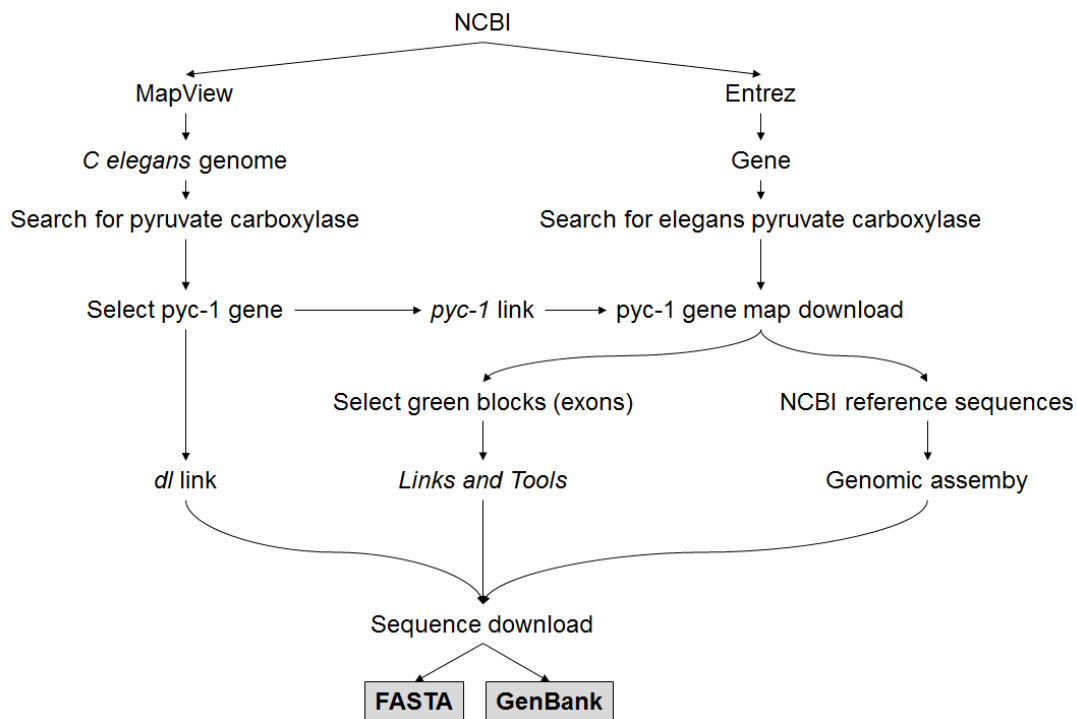 NCBI
MapView
Entrez
C elegans genome
Gene
Search for pyruvate carboxylase
Search for elegans pyruvate carboxylase
Select pyc-1 gene
pyc-1 link
pyc-1 gene map download
Select green blocks (exons)
NCBI reference sequences
dl link
Links and Tools
Genomic assemby
Sequence download
FASTA
GenBank